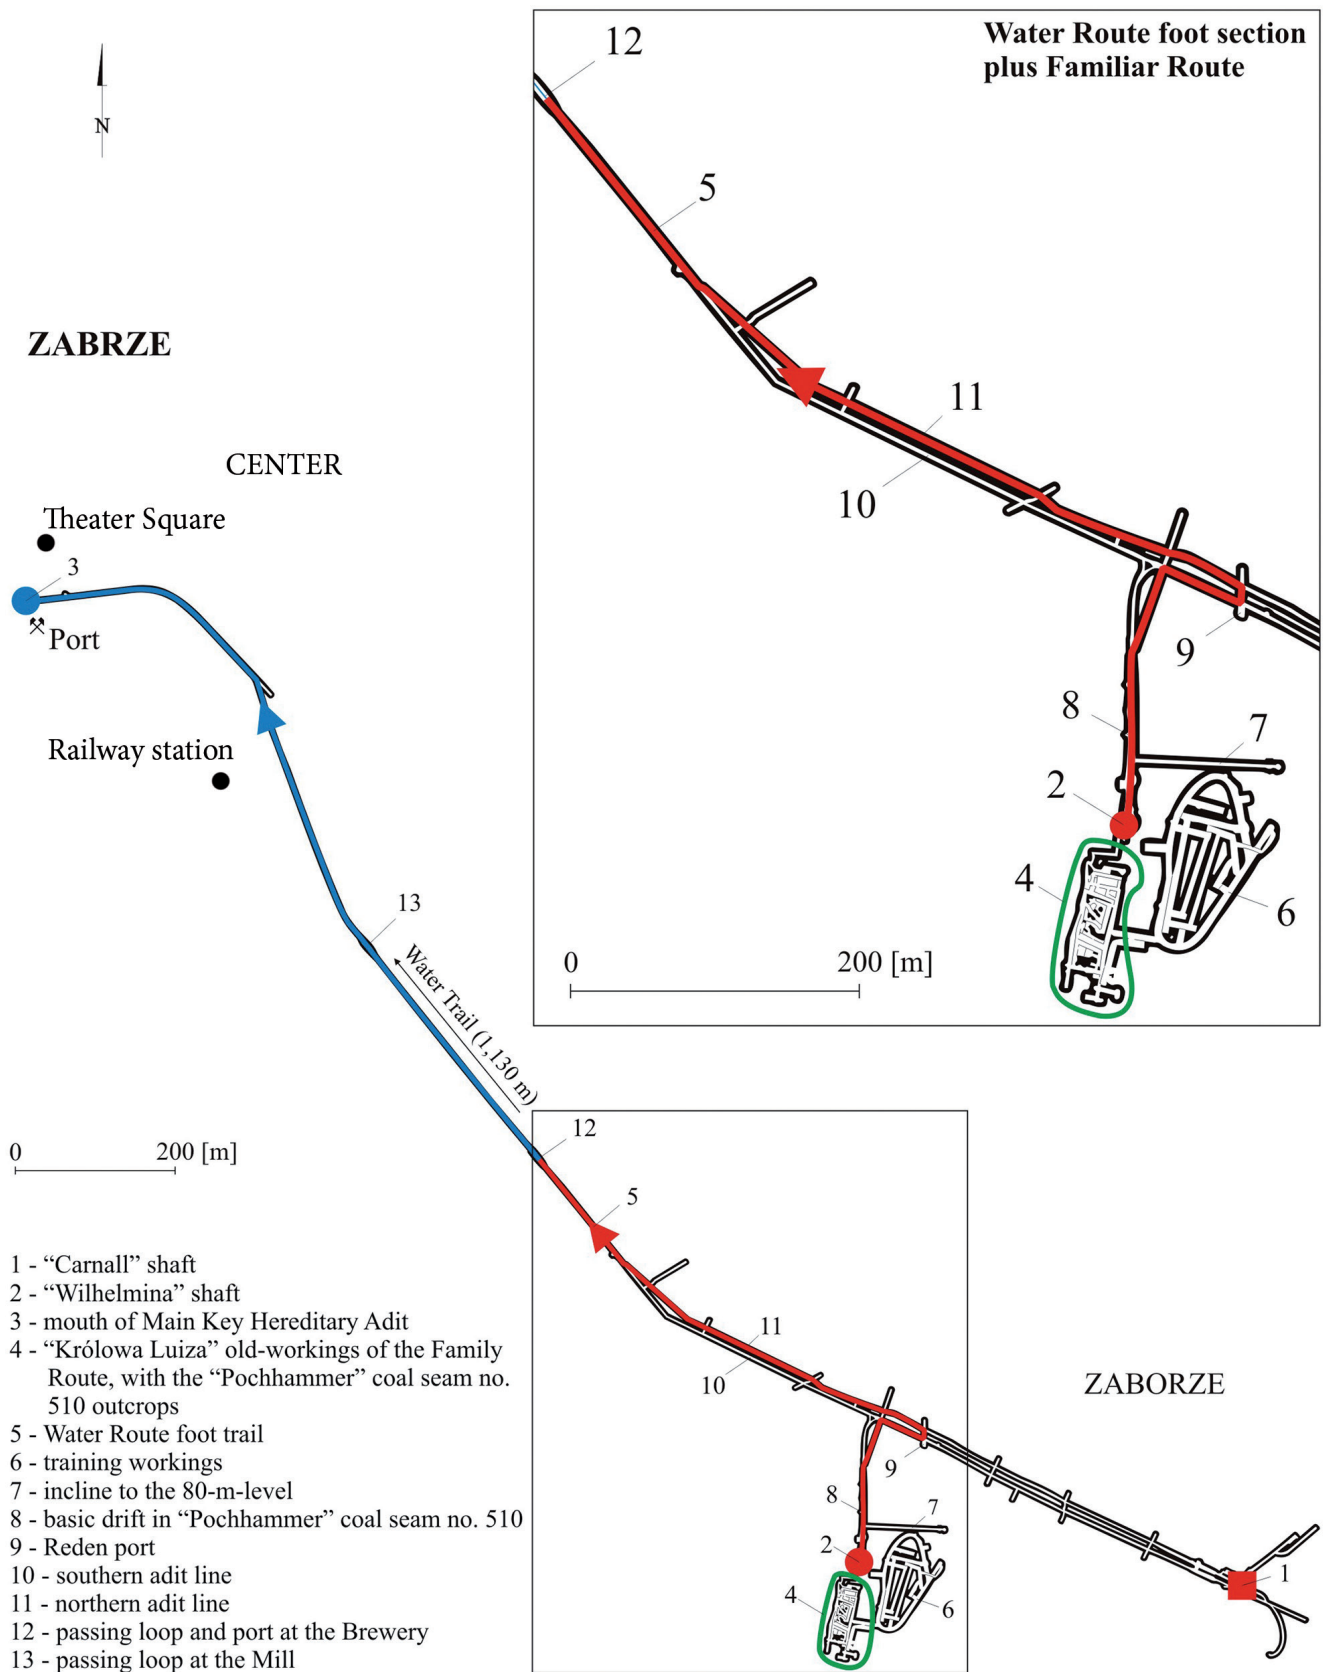 Water Route foot section
plus Familiar Route
12
5
11
10
9
8
7
2
4
6
0
200 [m]
N
ZABRZE
CENTER
Theater Square
3
Port
Railway station
13
Water Trail (1,130 m)
12
5
11
10
9
8
7
2
4
6
ZABORZE
1
0
200 [m]
1 - “Carnall” shaft
2 - “Wilhelmina” shaft
3 - mouth of Main Key Hereditary Adit
4 - “Królowa Luiza” old-workings of the Family
Route, with the “Pochhammer” coal seam no.
510 outcrops
5 - Water Route foot trail
6 - training workings
7 - incline to the 80-m-level
8 - basic drift in “Pochhammer” coal seam no. 510
9 - Reden port
10 - southern adit line
11 - northern adit line
12 - passing loop and port at the Brewery
13 - passing loop at the Mill